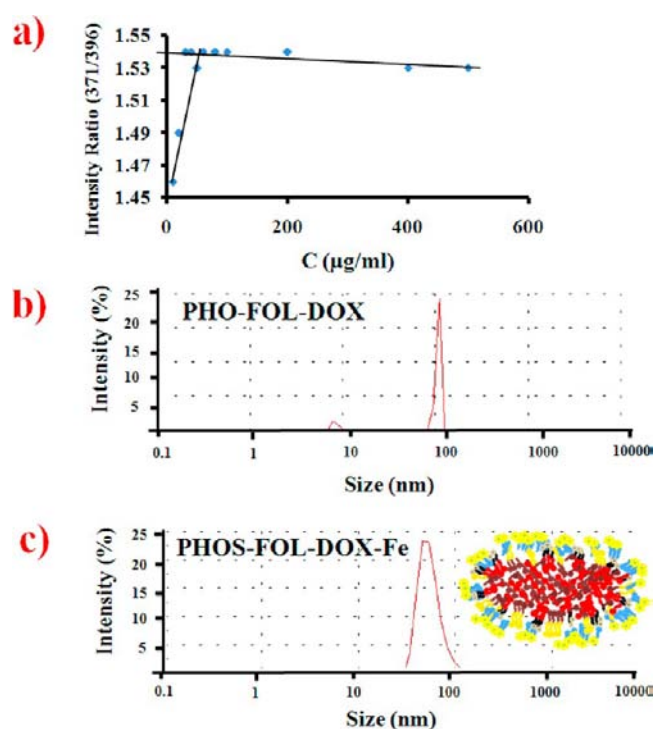 a)
Intensity Ratio (371/396)
1.55
1.53
1.51
1.49
1.47
1.45
0 200 400 600
C (µg/ml)
b)
PHO-FOL-DOX
Intensity (%)
25
20
15
10
5
0.1 1 10 100 1000 10000
Size (nm)
c)
PHOS-FOL-DOX-Fe
Intensity (%)
25
20
15
10
5
0.1 1 10 100 1000 10000
Size (nm)